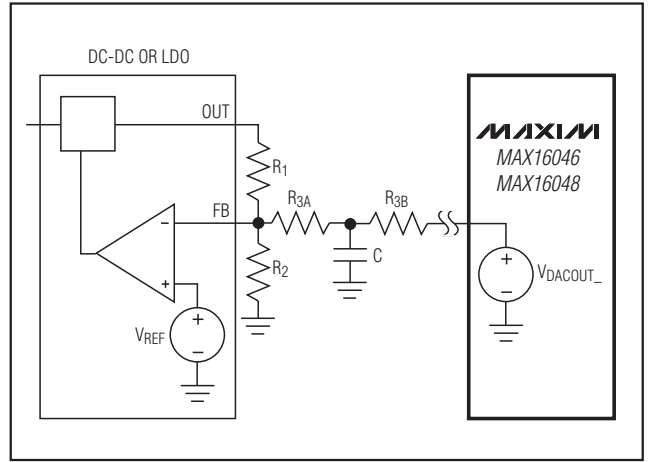 DC-DC OR LDO
OUT
R1
FB
R3A
R3B
R2
C
VREF
-
+
+
-
MAXIM
MAX16046
MAX16048
+
-
VDACOUT_